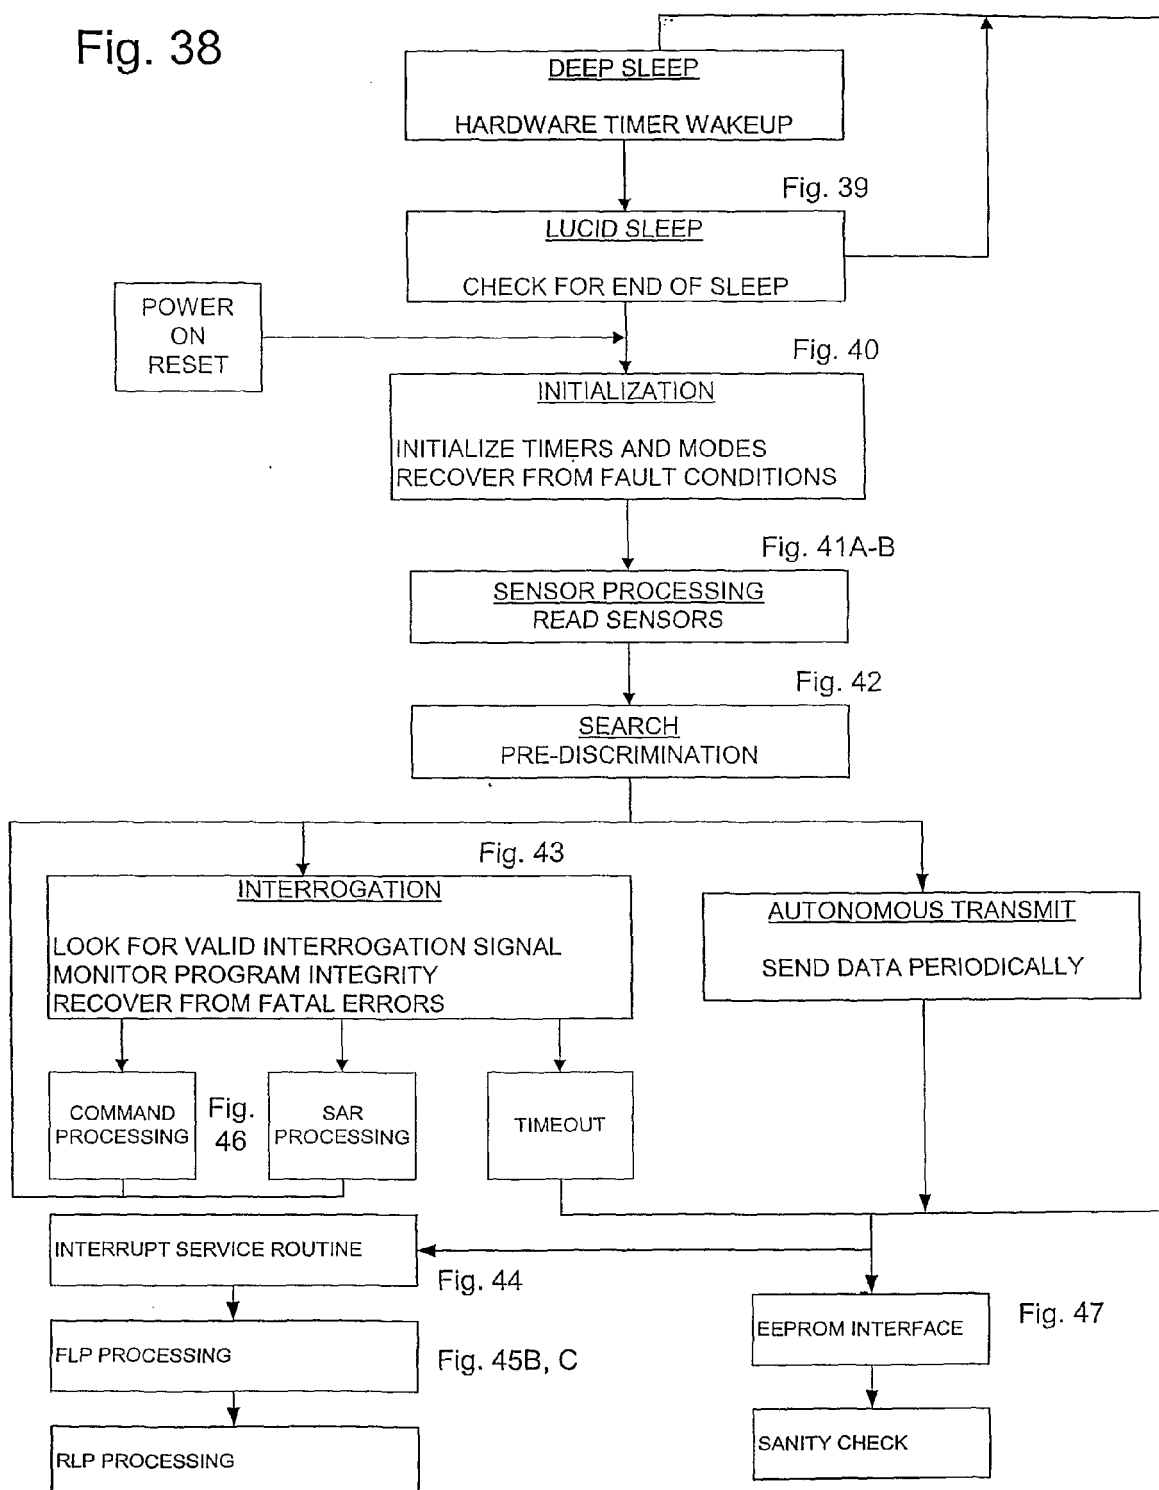 Fig. 38
DEEP SLEEP
HARDWARE TIMER WAKEUP
Fig. 39
LUCID SLEEP
CHECK FOR END OF SLEEP
POWER
ON
RESET
Fig. 40
INITIALIZATION
INITIALIZE TIMERS AND MODES
RECOVER FROM FAULT CONDITIONS
Fig. 41A-B
SENSOR PROCESSING
READ SENSORS
Fig. 42
SEARCH
PRE-DISCRIMINATION
Fig. 43
INTERROGATION
LOOK FOR VALID INTERROGATION SIGNAL
MONITOR PROGRAM INTEGRITY
RECOVER FROM FATAL ERRORS
AUTONOMOUS TRANSMIT
SEND DATA PERIODICALLY
COMMAND
PROCESSING
Fig.
46
SAR
PROCESSING
TIMEOUT
INTERRUPT SERVICE ROUTINE
Fig. 44
FLP PROCESSING
Fig. 45B, C
RLP PROCESSING
EEPROM INTERFACE
Fig. 47
SANITY CHECK